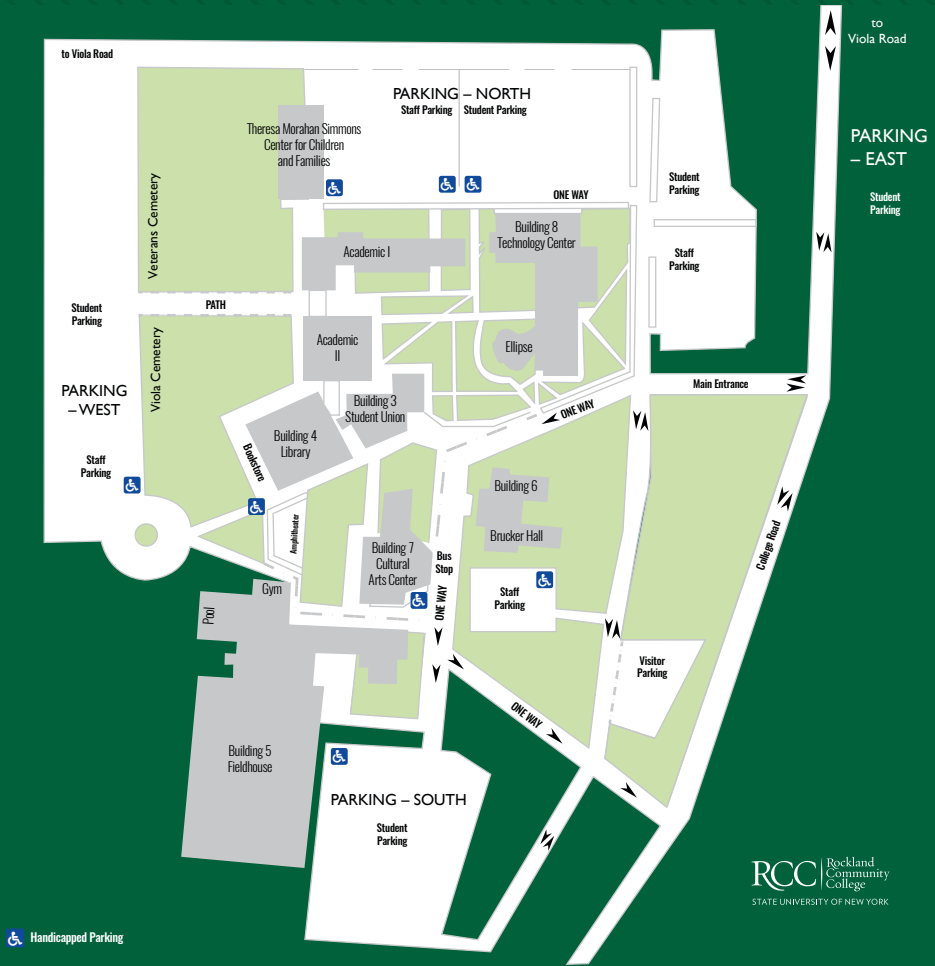 to
Viola Road
to Viola Road
PARKING – NORTH
Staff Parking
Student Parking
Theresa Morahan Simmons
Center for Children
and Families
PARKING
– EAST
Student
Parking
Student
Parking
ONE WAY
Veterans Cemetery
Building 8
Technology Center
Academic I
Staff
Parking
PATH
Student
Parking
Academic
II
Ellipse
Viola Cemetery
PARKING
– WEST
Main Entrance
Building 3
Student Union
ONE WAY
Building 4
Library
Bookstore
Staff
Parking
Building 6
Brucker Hall
Amphitheater
Building 7
Cultural
Arts Center
Bus
Stop
College Road
Gym
Pool
ONE WAY
Staff
Parking
Visitor
Parking
ONE WAY
Building 5
Fieldhouse
PARKING – SOUTH
Student
Parking
RCC
Rockland
Community
College
STATE UNIVERSITY OF NEW YORK
Handicapped Parking